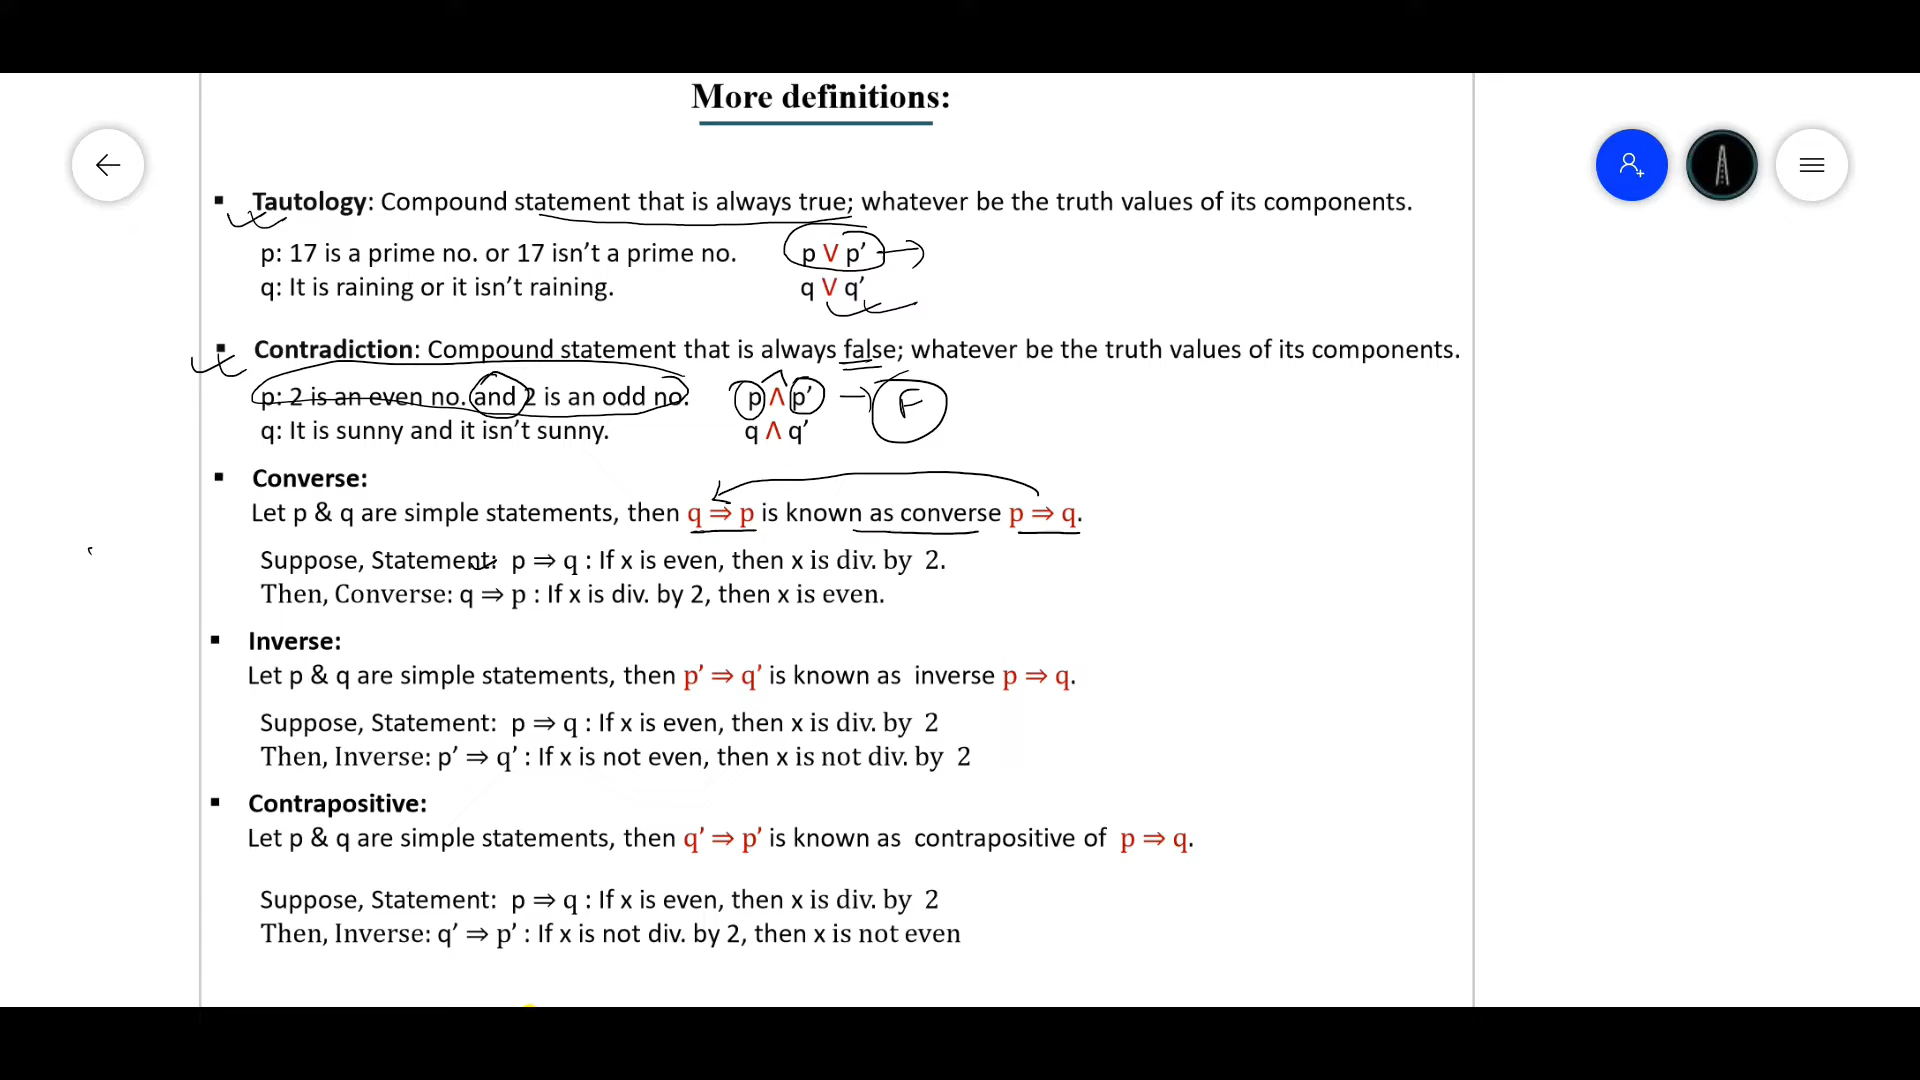 More definitions:
▪ Tautology: Compound statement that is always true; whatever be the truth values of its components.
p: 17 is a prime no. or 17 isn't a prime no. p V p'
q: It is raining or it isn't raining. q V q'
▪ Contradiction: Compound statement that is always false; whatever be the truth values of its components.
p: 2 is an even no. and 2 is an odd no. p Λ p' → F
q: It is sunny and it isn't sunny. q Λ q'
▪ Converse:
Let p & q are simple statements, then q ⇒ p is known as converse p ⇒ q.
Suppose, Statement: p ⇒ q : If x is even, then x is div. by 2.
Then, Converse: q ⇒ p : If x is div. by 2, then x is even.
▪ Inverse:
Let p & q are simple statements, then p' ⇒ q' is known as inverse p ⇒ q.
Suppose, Statement: p ⇒ q : If x is even, then x is div. by 2
Then, Inverse: p' ⇒ q' : If x is not even, then x is not div. by 2
▪ Contrapositive:
Let p & q are simple statements, then q' ⇒ p' is known as contrapositive of p ⇒ q.
Suppose, Statement: p ⇒ q : If x is even, then x is div. by 2
Then, Inverse: q' ⇒ p' : If x is not div. by 2, then x is not even